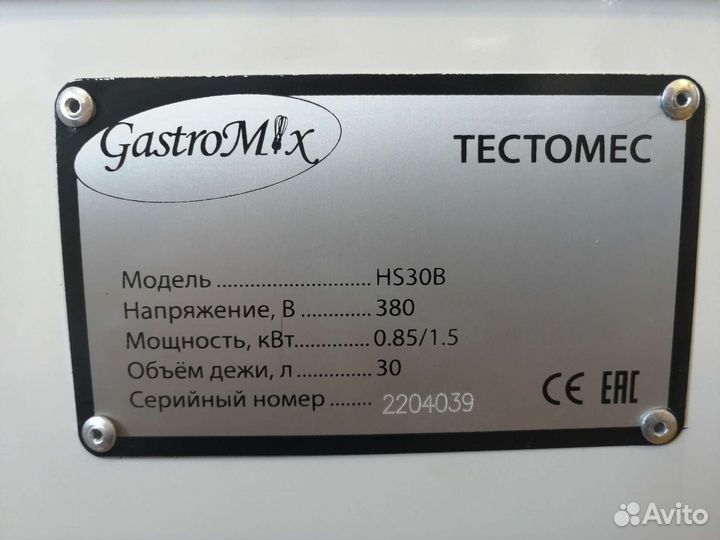 GastroMix
ТЕСТОМЕС
Модель .............................. HS30B
Напряжение, В .............. 380
Мощность, кВт.............. 0.85/1.5
Объём дежи, л ............... 30
Серийный номер ........ 2204039
CE EAC
Avito